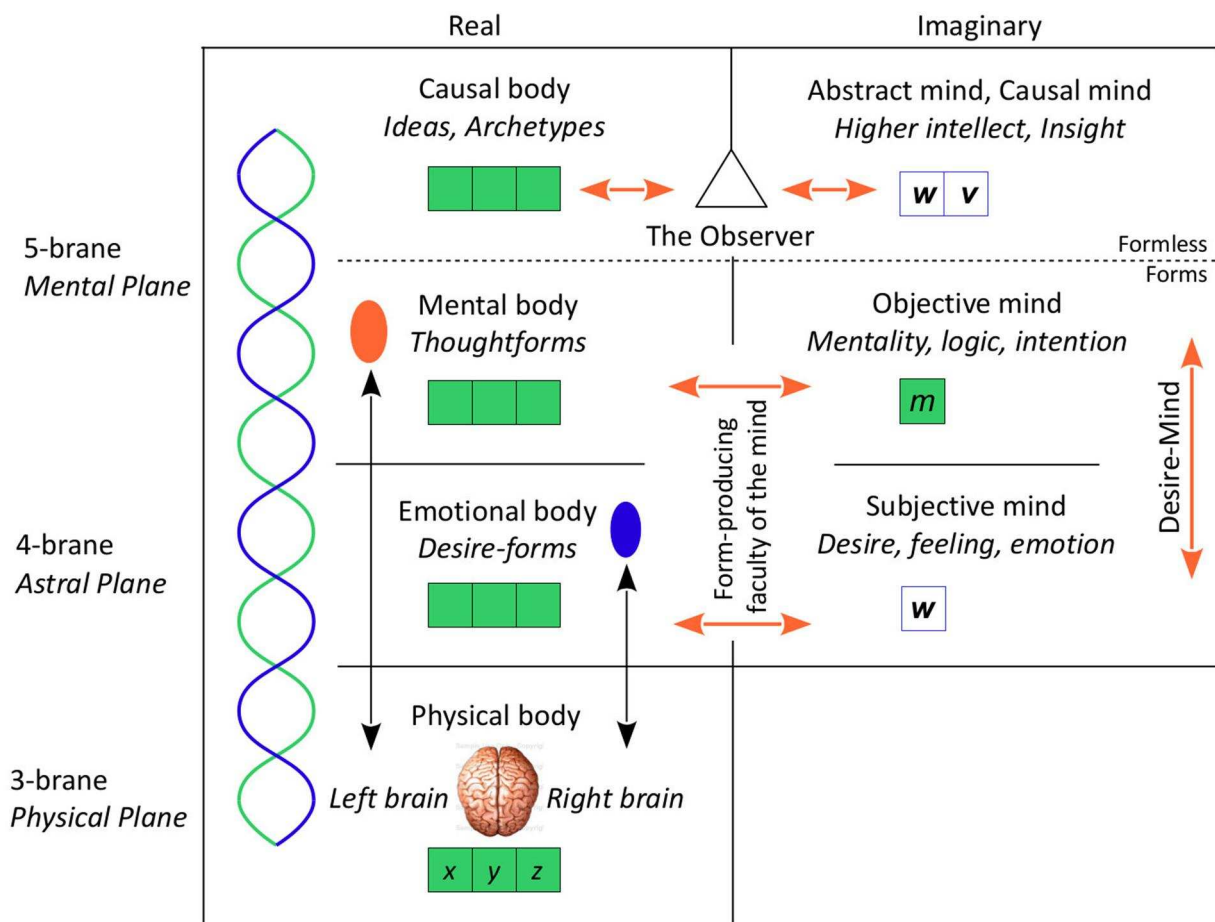 Real
Imaginary
Causal body
Ideas, Archetypes
Abstract mind, Causal mind
Higher intellect, Insight
w v
The Observer
5-brane
Mental Plane
Formless
Forms
Mental body
Thoughtforms
Objective mind
Mentality, logic, intention
m
Form-producing
faculty of the mind
Desire-Mind
4-brane
Astral Plane
Emotional body
Desire-forms
Subjective mind
Desire, feeling, emotion
w
3-brane
Physical Plane
Physical body
Left brain
Right brain
x y z